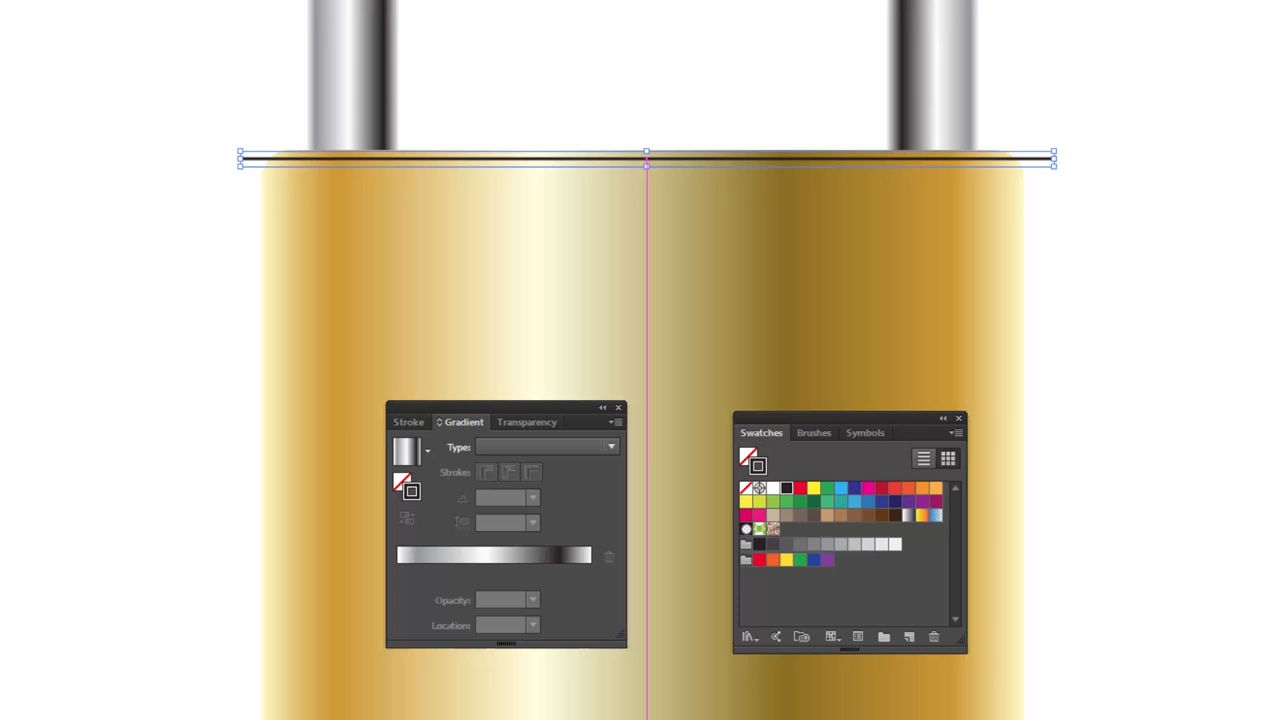 Stroke Gradient Transparency
Type:
Stroke:
Opacity:
Location:
Swatches Brushes Symbols